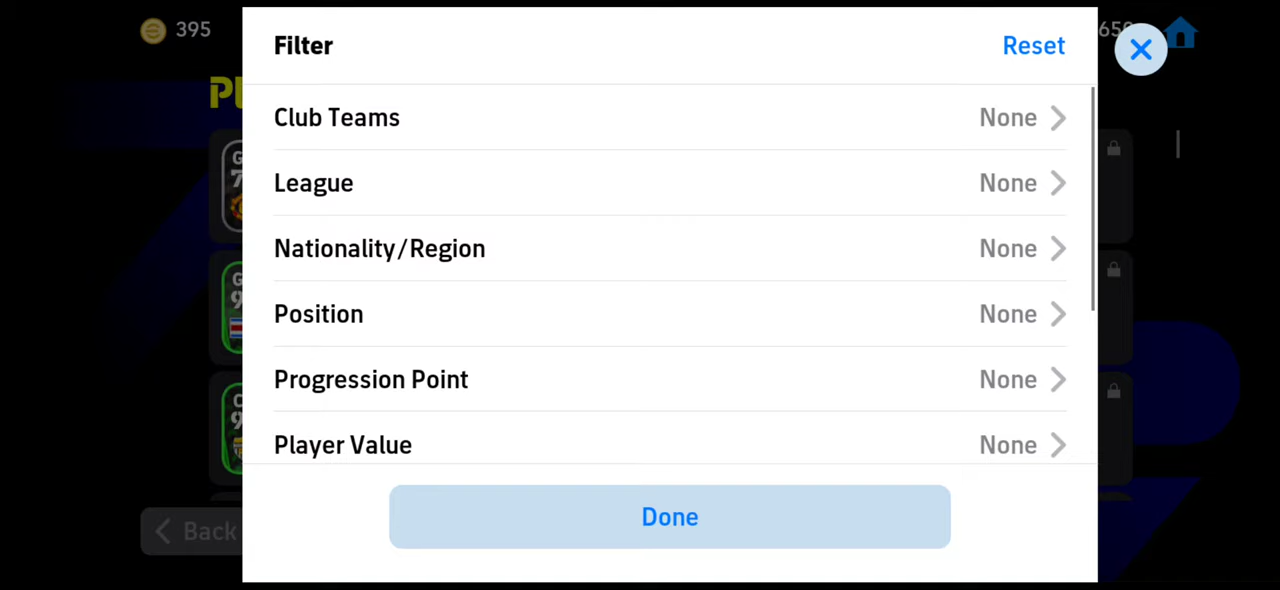 395
Filter
Reset
Club Teams
None
League
None
Nationality/Region
None
Position
None
Progression Point
None
Player Value
None
Done
Back